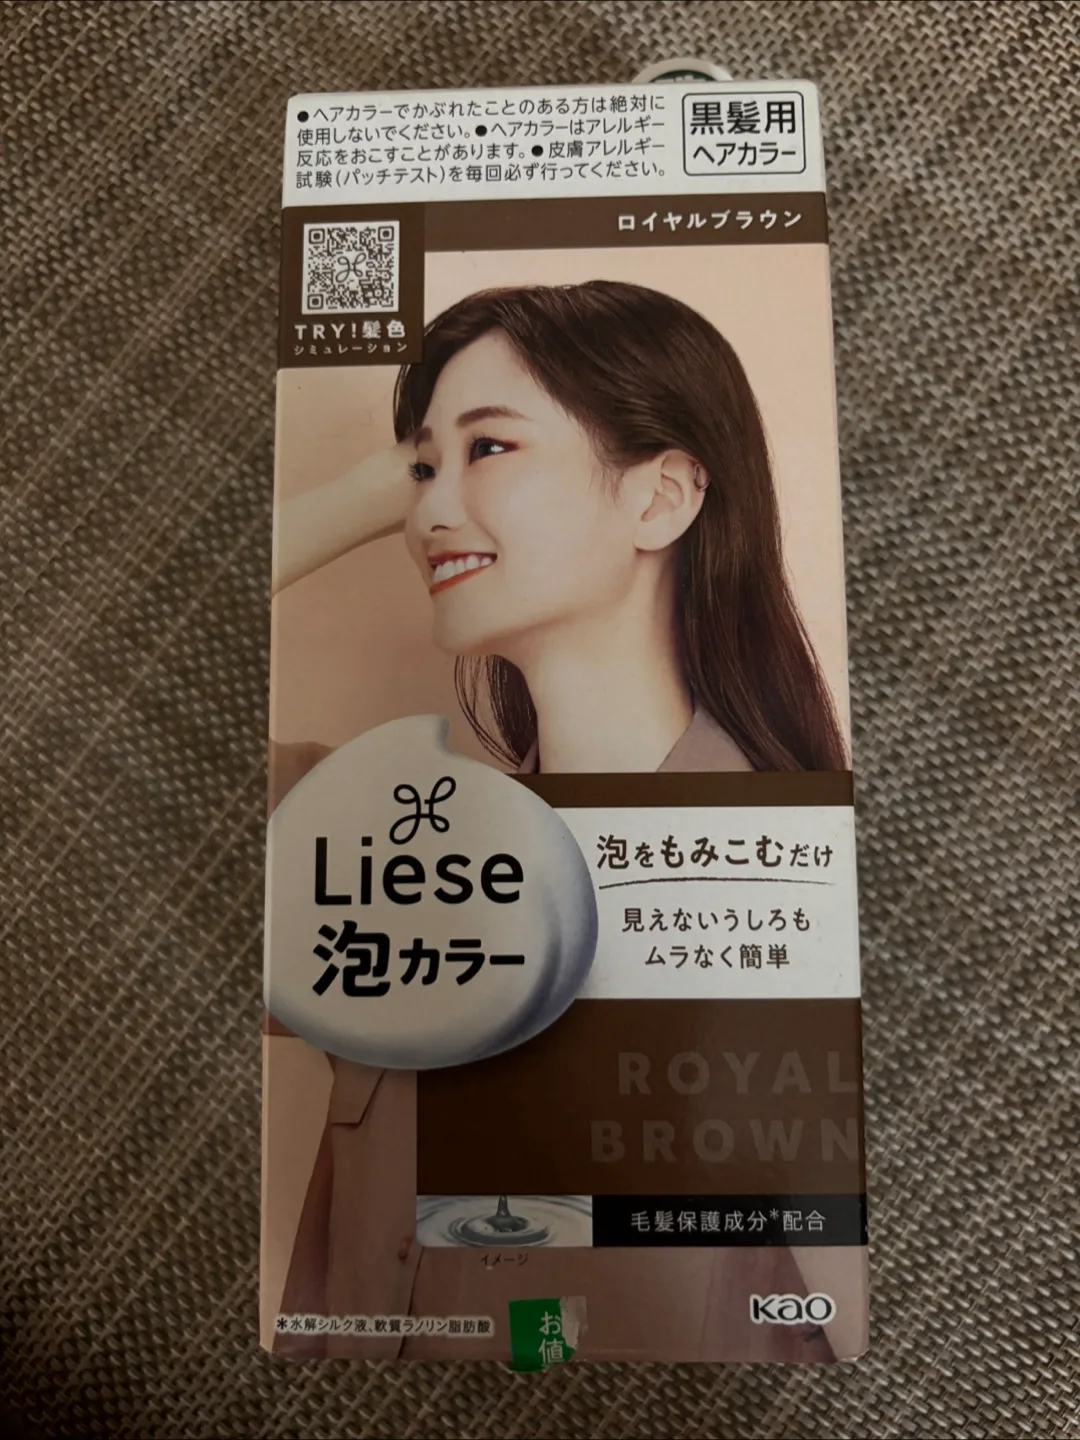 ●ヘアカラーでかぶれたことのある方は絶対に
使用しないでください。●ヘアカラーはアレルギー
反応をおこすことがあります。●皮膚アレルギー
試験(パッチテスト)を毎回必ず行ってください。
黒髪用
ヘアカラー
ロイヤルブラウン
TRY!髪色
シミュレーション
Liese
泡カラー
泡をもみこむだけ
見えないうしろも
ムラなく簡単
ROYAL
BROWN
毛髪保護成分*配合
イメージ
*水解シルク液、軟質ラノリン脂肪酸
お
値
Kao